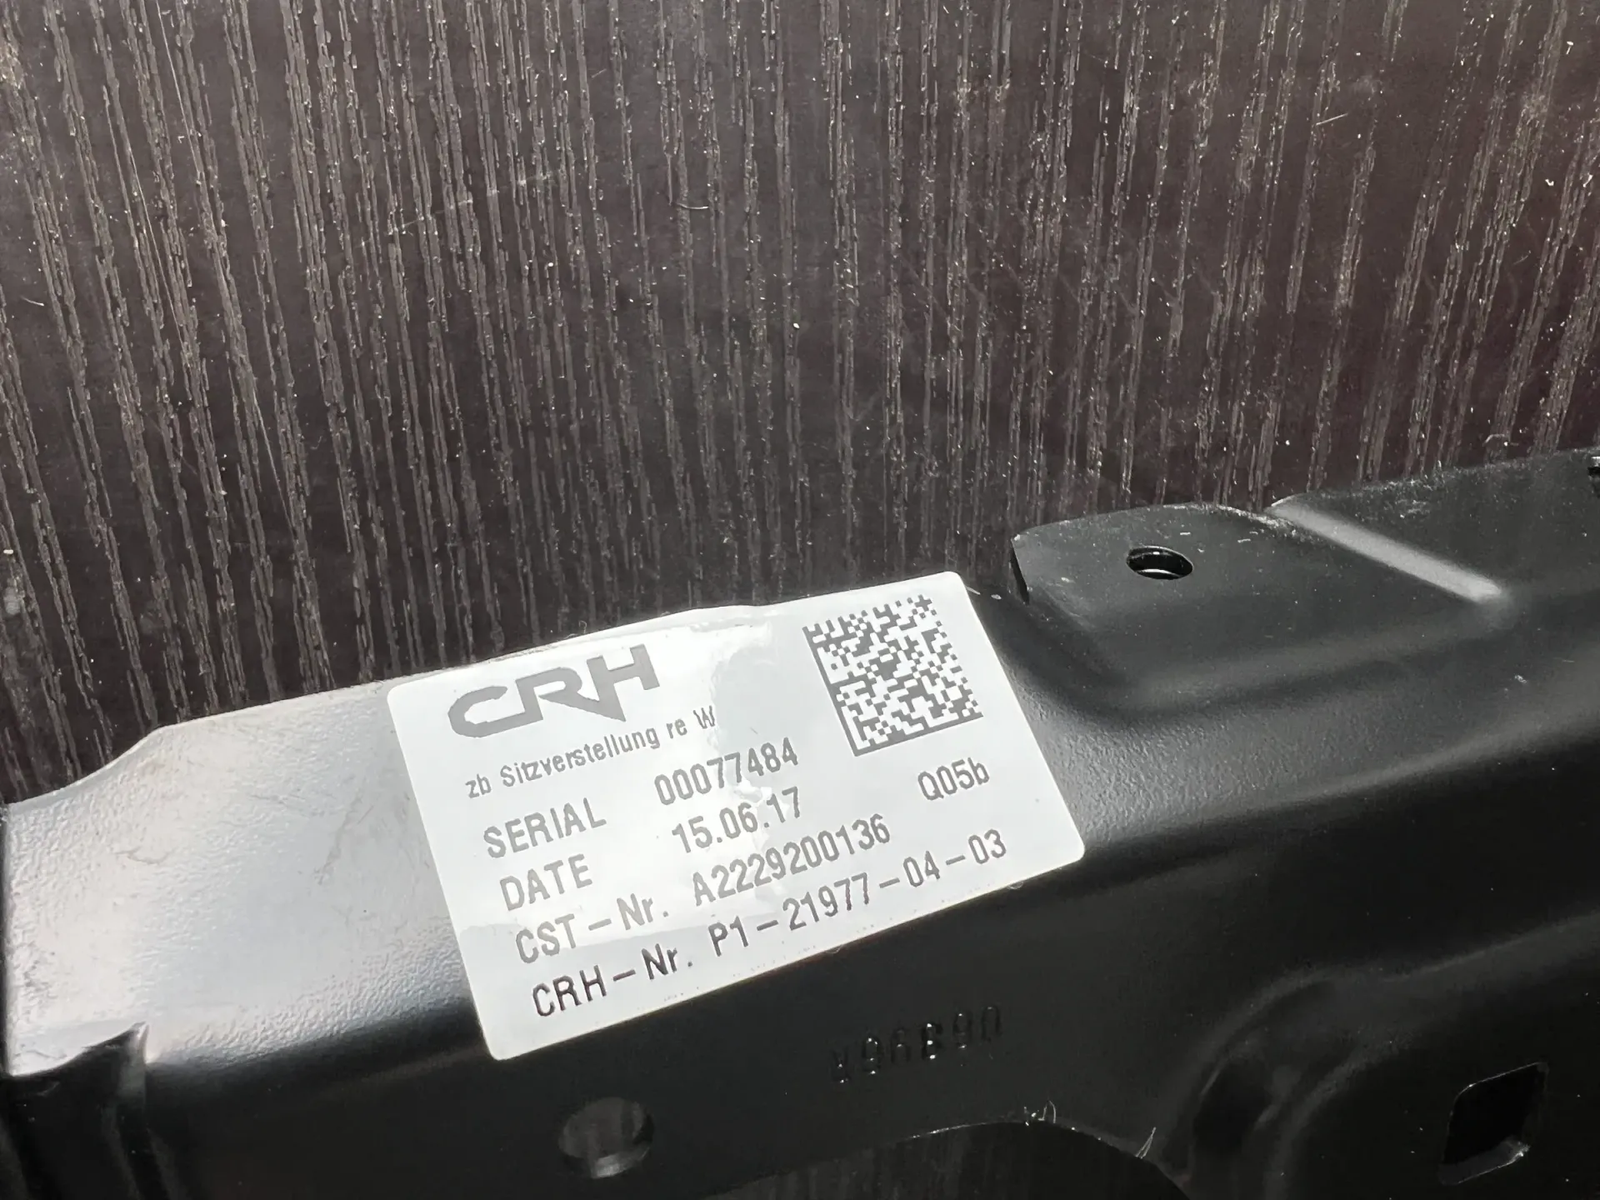 CRH
zb Sitzverstellung re W
SERIAL 00077484
DATE 15.06.17
CST-Nr. A2229200136 Q05b
CRH-Nr. P1-21977-04-03